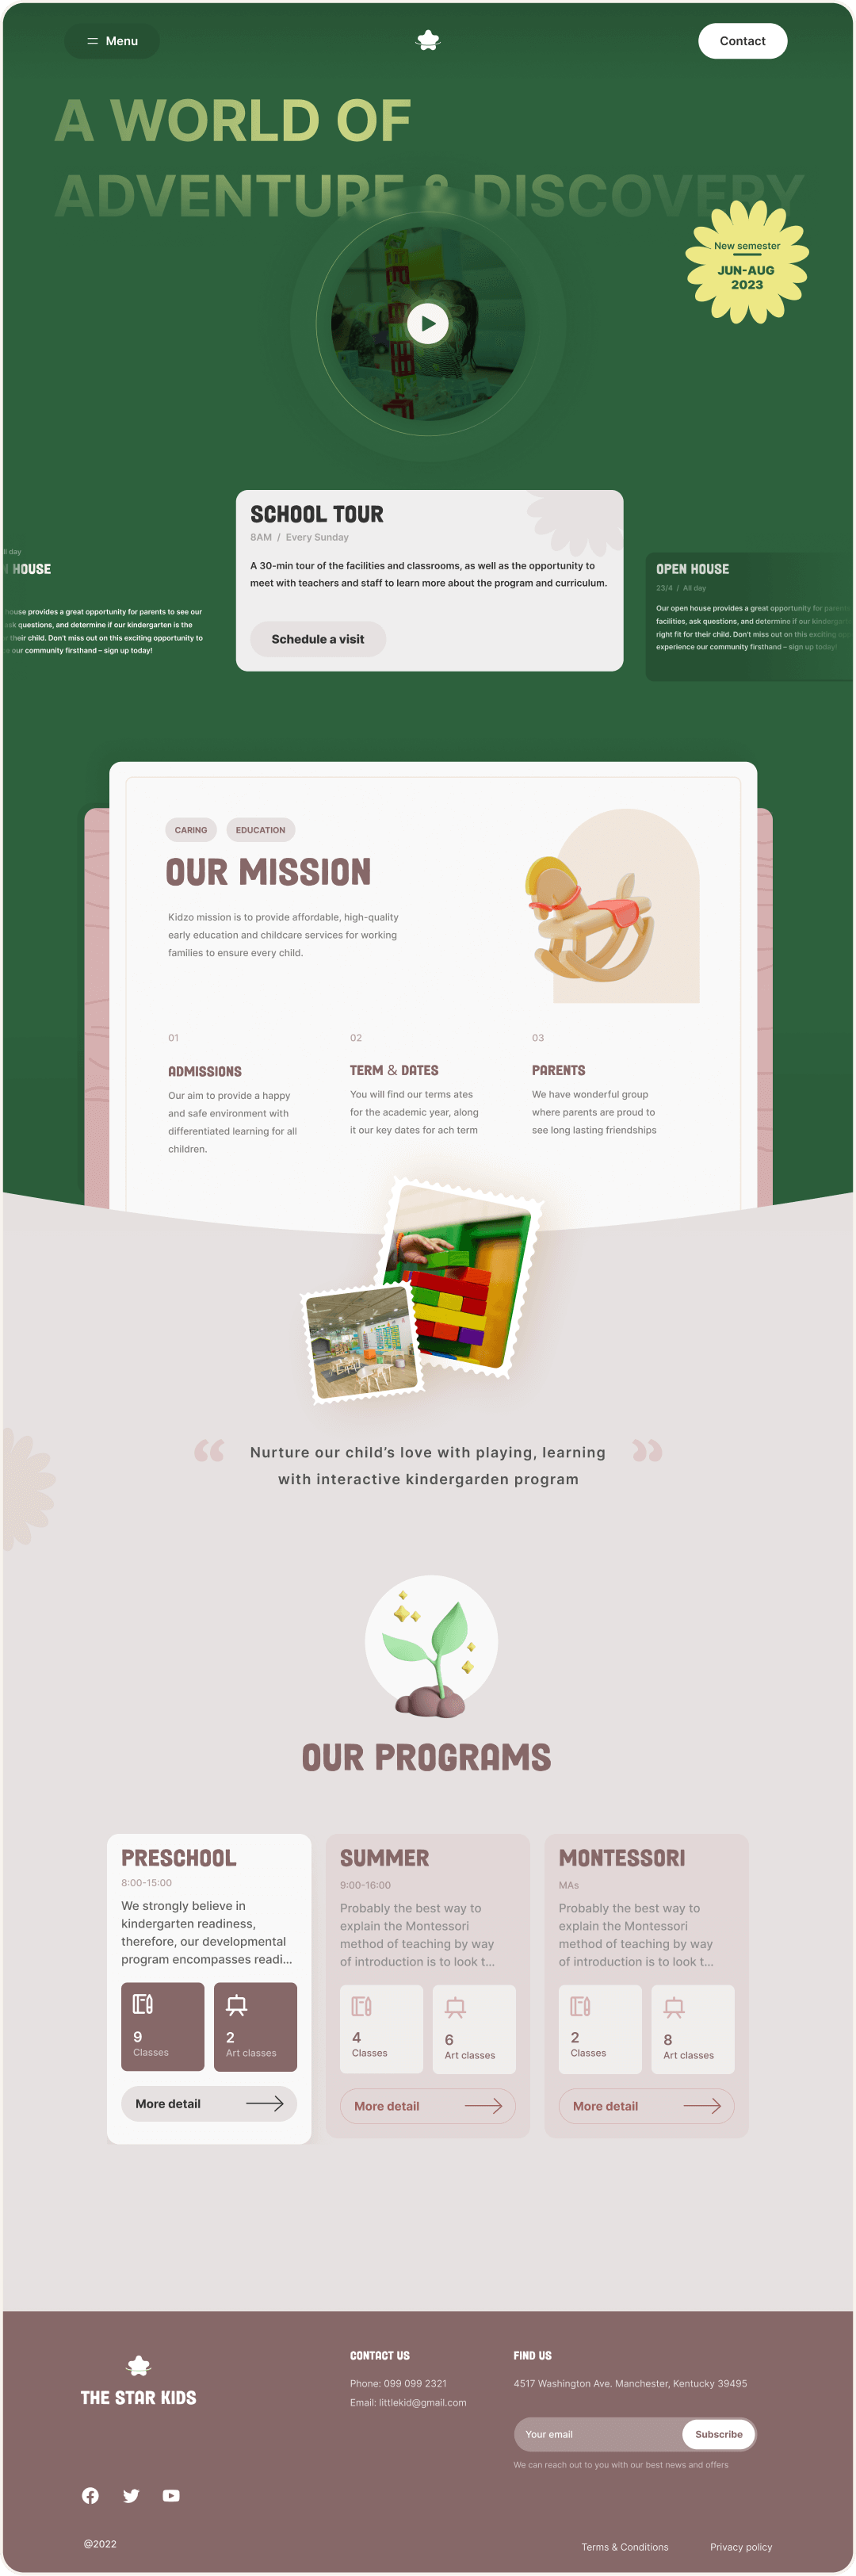 Menu
Contact
A WORLD OF
ADVENTURE & DISCOVERY
New semester
JUN-AUG
2023
SCHOOL TOUR
8AM / Every Sunday
A 30-min tour of the facilities and classrooms, as well as the opportunity to
meet with teachers and staff to learn more about the program and curriculum.
Schedule a visit
day
HOUSE
provides a great opportunity for parents to see our
questions, and determine if our kindergarten is the
their child. Don't miss out on this exciting opportunity to
our community firsthand – sign up today!
OPEN HOUSE
23/4 / All day
Our open house provides a great opportunity for
facilities, ask questions, and determine if our
right fit for their child. Don't miss out on this exciting
experience our community firsthand – sign up today!
CARING
EDUCATION
OUR MISSION
Kidzo mission is to provide affordable, high-quality
early education and childcare services for working
families to ensure every child.
01
ADMISSIONS
Our aim to provide a happy
and safe environment with
differentiated learning for all
children.
02
TERM & DATES
You will find our terms ates
for the academic year, along
it our key dates for ach term
03
PARENTS
We have wonderful group
where parents are proud to
see long lasting friendships
“ Nurture our child’s love with playing, learning ”
with interactive kindergarden program
OUR PROGRAMS
PRESCHOOL
8:00-15:00
We strongly believe in
kindergarten readiness,
therefore, our developmental
program encompasses readi...
9
Classes
2
Art classes
More detail
SUMMER
9:00-16:00
Probably the best way to
explain the Montessori
method of teaching by way
of introduction is to look t...
4
Classes
6
Art classes
More detail
MONTESSORI
MAs
Probably the best way to
explain the Montessori
method of teaching by way
of introduction is to look t...
2
Classes
8
Art classes
More detail
THE STAR KIDS
CONTACT US
Phone: 099 099 2321
Email: littlekid@gmail.com
FIND US
4517 Washington Ave. Manchester, Kentucky 39495
Your email
Subscribe
We can reach out to you with our best news and offers
@2022
Terms & Conditions
Privacy policy